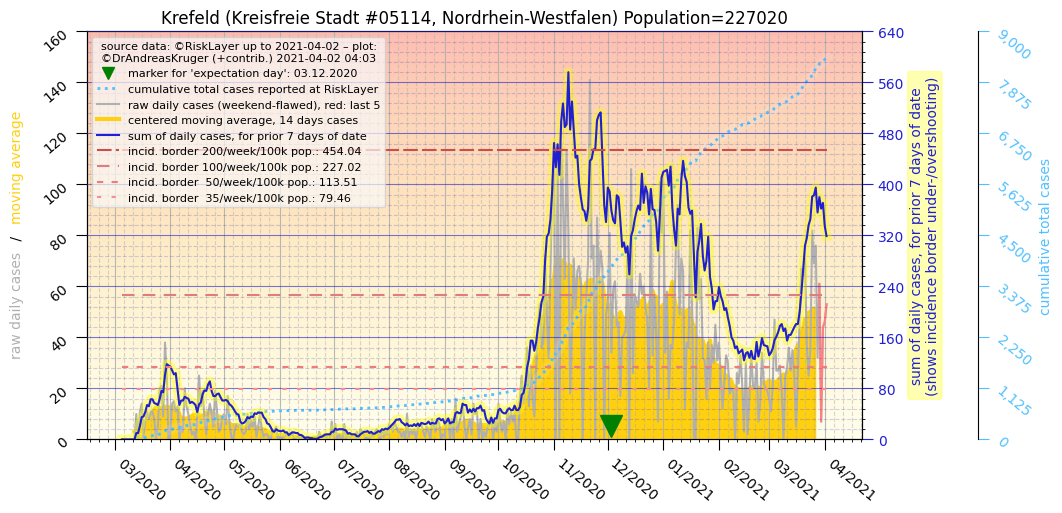 Krefeld (Kreisfreie Stadt #05114, Nordrhein-Westfalen) Population=227020
source data: ©RiskLayer up to 2021-04-02 – plot:
©DrAndreasKruger (+contrib.) 2021-04-02 04:03
marker for 'expectation day': 03.12.2020
cumulative total cases reported at RiskLayer
raw daily cases (weekend-flawed), red: last 5
centered moving average, 14 days cases
sum of daily cases, for prior 7 days of date
incid. border 200/week/100k pop.: 454.04
incid. border 100/week/100k pop.: 227.02
incid. border  50/week/100k pop.: 113.51
incid. border  35/week/100k pop.: 79.46
raw daily cases / moving average
160
140
120
100
80
60
40
20
0
03/2020
04/2020
05/2020
06/2020
07/2020
08/2020
09/2020
10/2020
11/2020
12/2020
01/2021
02/2021
03/2021
04/2021
640
560
480
400
320
240
160
80
0
sum of daily cases, for prior 7 days of date
(shows incidence border under-/overshooting)
9,000
7,875
6,750
5,625
4,500
3,375
2,250
1,125
0
cumulative total cases